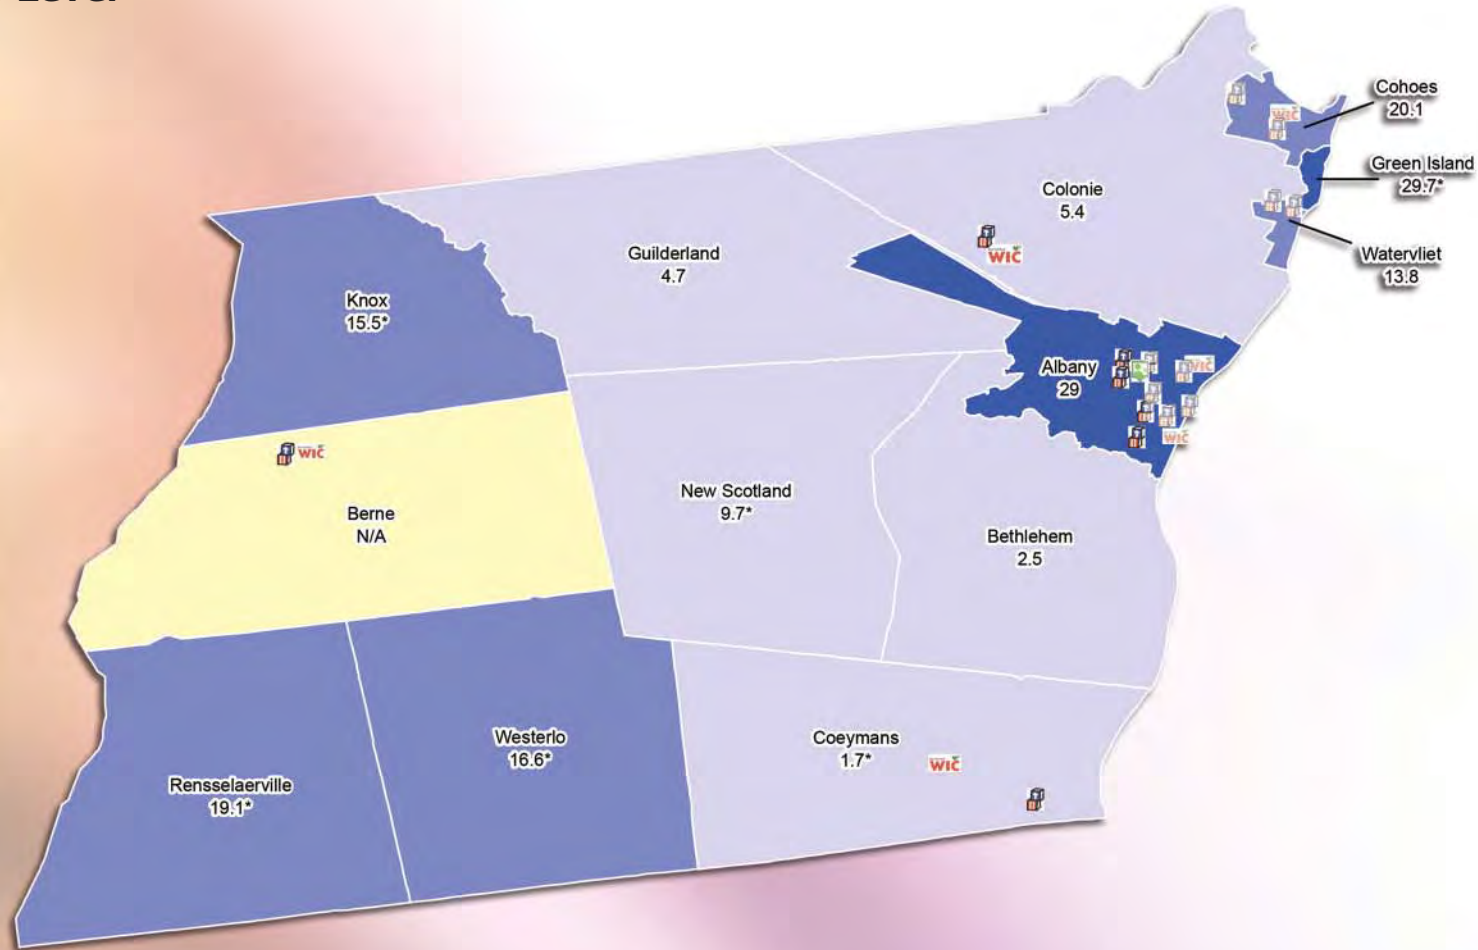 Cohoes
20.1
Green Island
29.7*
Colonie
5.4
WIC
WIC
Guilderland
4.7
Watervliet
13.8
Knox
15.5*
Albany
29
WIC
WIC
WIC
Berne
N/A
New Scotland
9.7*
Bethlehem
2.5
Westerlo
16.6*
Coeymans
1.7*
WIC
Rensselaerville
19.1*